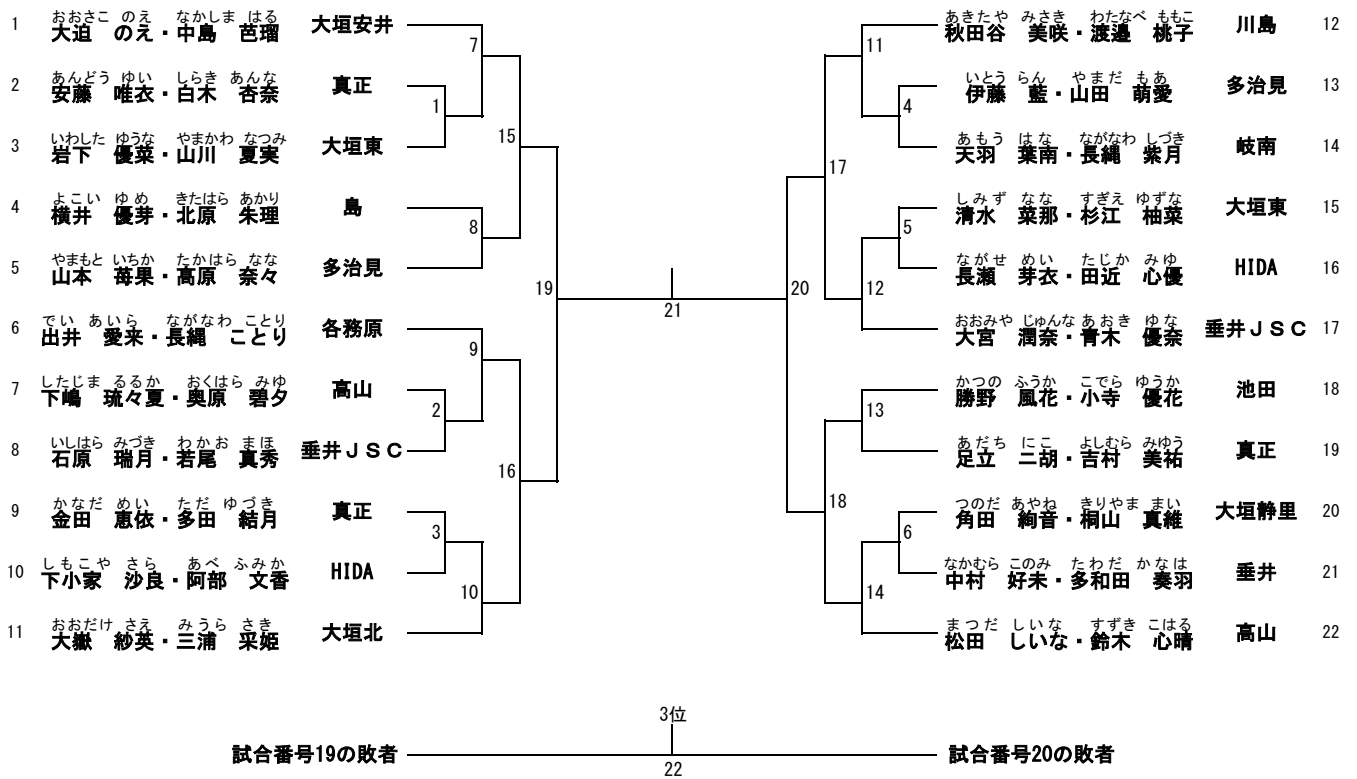 おおさこ のえ なかしま はる
1 大迫 のえ・中島 芭瑠 大垣安井
あんどう ゆい しらき あんな
2 安藤 唯衣・白木 杏奈 真正
いわした ゆうな やまかわ なつみ
3 岩下 優菜・山川 夏実 大垣東
よこい ゆめ きたはら あかり
4 横井 優芽・北原 朱理 島
やまもと いちか たかはら なな
5 山本 苺果・高原 奈々 多治見
でい あいら ながなわ ことり
6 出井 愛来・長縄 ことり 各務原
したじま るるか おくはら みゆ
7 下嶋 琉々夏・奥原 碧夕 高山
いしはら みづき わかお まほ
8 石原 瑞月・若尾 真秀 垂井ＪＳＣ
かなだ めい ただ ゆづき
9 金田 恵依・多田 結月 真正
しもこや さら あべ ふみか
10 下小家 沙良・阿部 文香 HIDA
おおだけ さえ みうら さき
11 大嶽 紗英・三浦 采姫 大垣北
7
1
15
8
19
9
2
16
3
10
21
11
4
17
5
20
12
13
18
6
14
あきたや みさき わたなべ ももこ
秋田谷 美咲・渡邉 桃子 川島 12
いとう らん やまだ もあ
伊藤 藍・山田 萌愛 多治見 13
あもう はな ながなわ しづき
天羽 葉南・長縄 紫月 岐南 14
しみず なな すぎえ ゆずな
清水 菜那・杉江 柚菜 大垣東 15
ながせ めい たじか みゆ
長瀬 芽衣・田近 心優 HIDA 16
おおみや じゅんな あおき ゆな
大宮 潤奈・青木 優奈 垂井ＪＳＣ 17
かつの ふうか こでら ゆうか
勝野 風花・小寺 優花 池田 18
あだち にこ よしむら みゆう
足立 二胡・吉村 美祐 真正 19
つのだ あやね きりやま まい
角田 絢音・桐山 真維 大垣静里 20
なかむら このみ たわだ かなは
中村 好未・多和田 奏羽 垂井 21
まつだ しいな すずき こはる
松田 しいな・鈴木 心晴 高山 22
3位
試合番号19の敗者 試合番号20の敗者
22